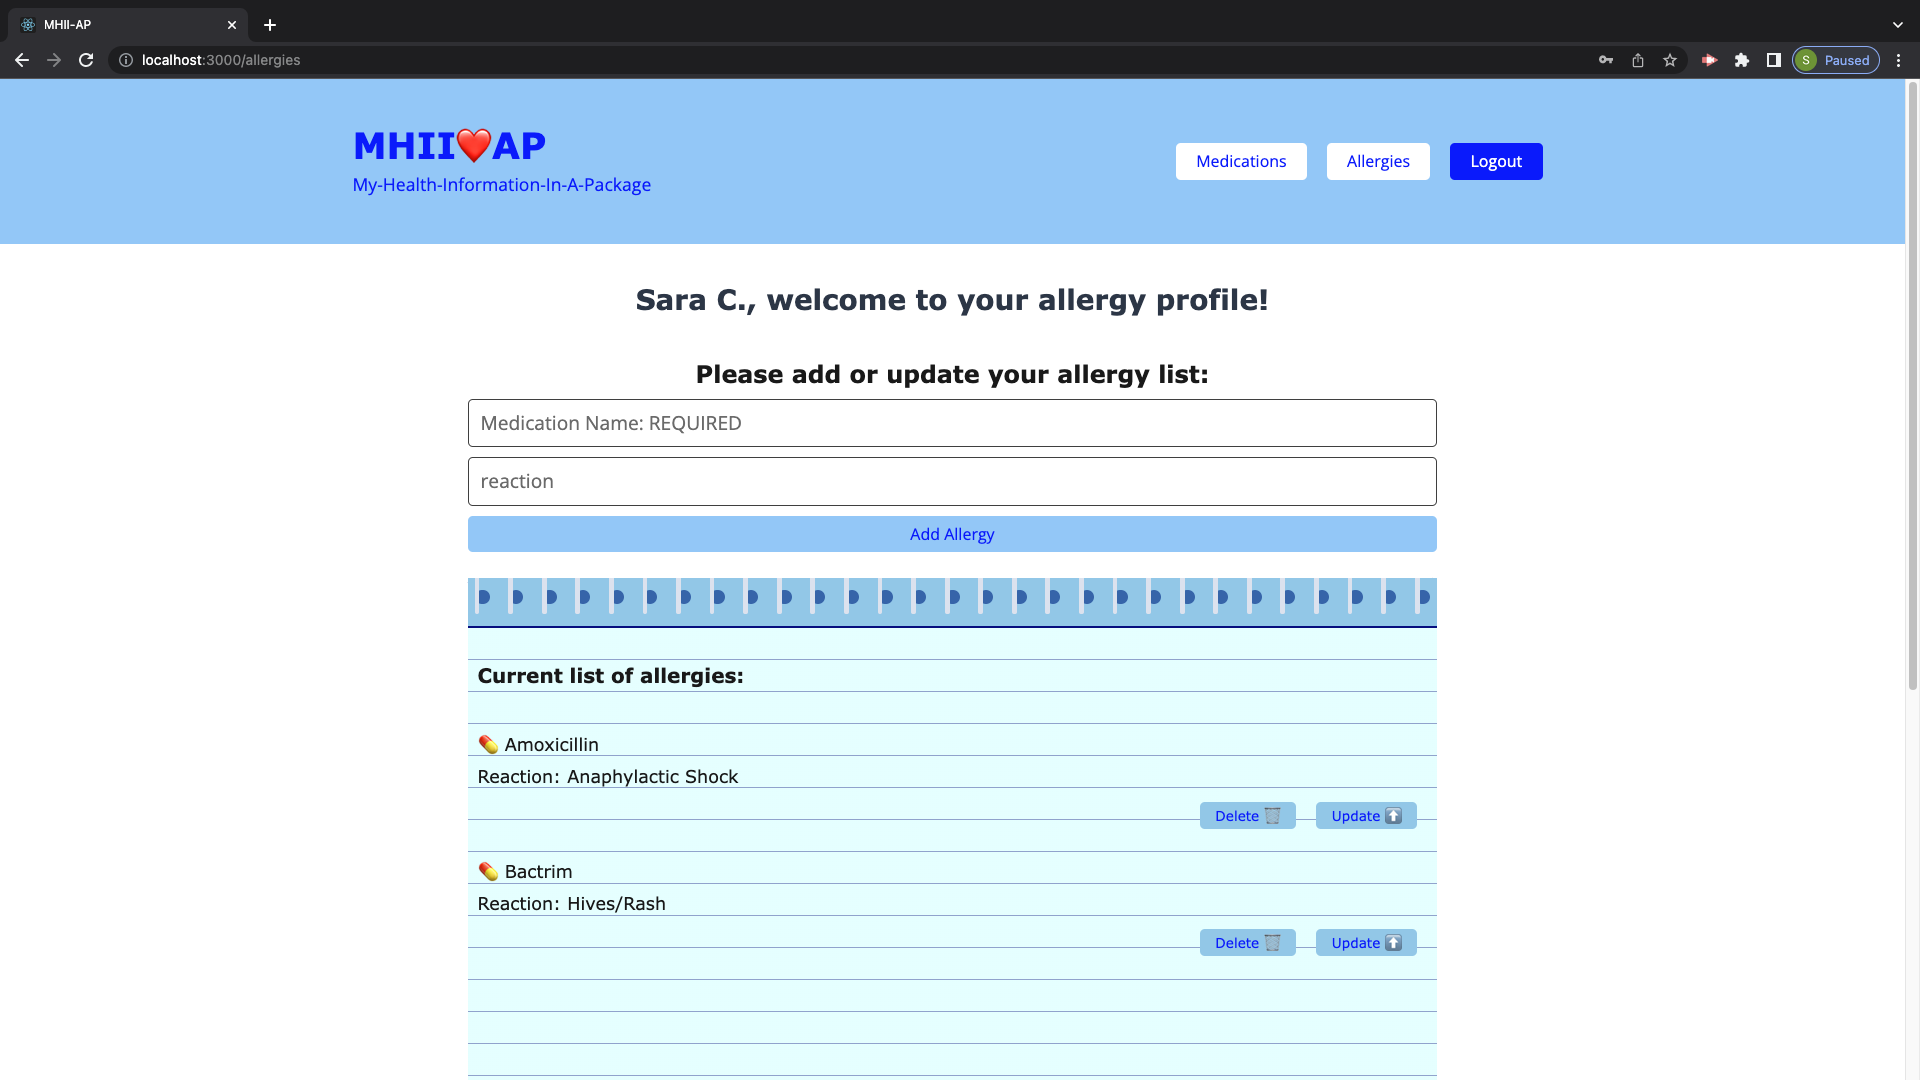 MHII-AP
localhost:3000/allergies
S Paused
MHII❤️AP
My-Health-Information-In-A-Package
Medications Allergies Logout
Sara C., welcome to your allergy profile!
Please add or update your allergy list:
Medication Name: REQUIRED
reaction
Add Allergy
Current list of allergies:
💊 Amoxicillin
Reaction: Anaphylactic Shock
Delete 🗑️ Update ⬆️
💊 Bactrim
Reaction: Hives/Rash
Delete 🗑️ Update ⬆️